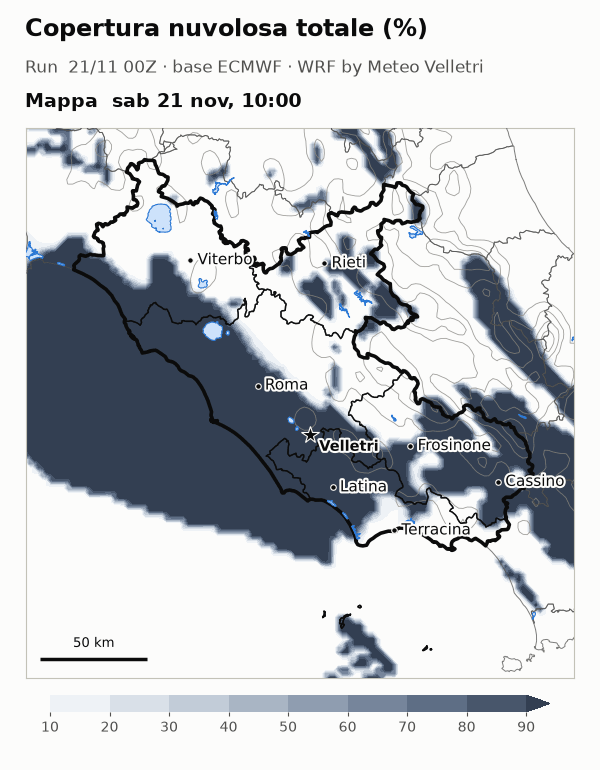 Copertura nuvolosa totale (%)
Run  21/11 00Z · base ECMWF · WRF by Meteo Velletri
Mappa  sab 21 nov, 10:00
Viterbo
Rieti
Roma
Velletri
Frosinone
Latina
Cassino
Terracina
50 km
10 20 30 40 50 60 70 80 90